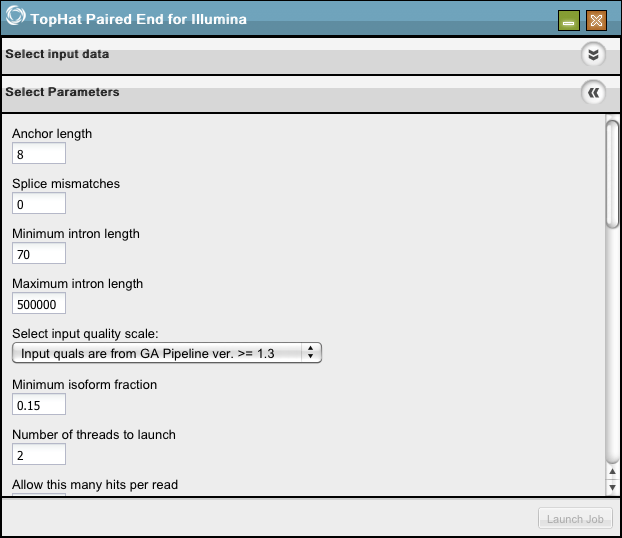 TopHat Paired End for Illumina
Select input data
Select Parameters
Anchor length
8
Splice mismatches
0
Minimum intron length
70
Maximum intron length
500000
Select input quality scale:
Input quals are from GA Pipeline ver. >= 1.3
Minimum isoform fraction
0.15
Number of threads to launch
2
Allow this many hits per read
Launch Job